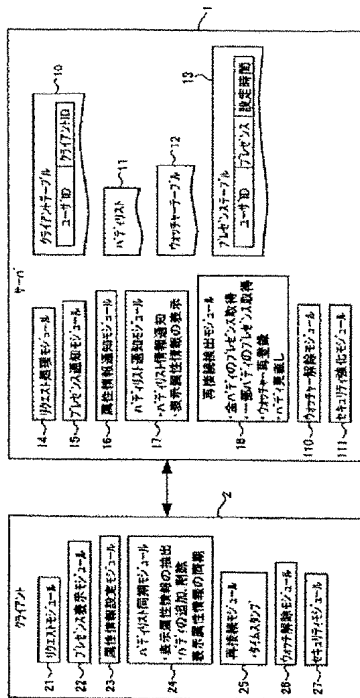 サーバ
1
クライアントテーブル
10
ユーザID
クライアントID
バディリスト
11
ウォッチャーテーブル
12
プレゼンステーブル
13
ユーザID
プレゼンス
設定時間
14
リクエスト処理モジュール
15
プレゼンス通知モジュール
16
属性情報通知モジュール
17
バディリスト通知モジュール
・バディリスト情報通知
・表示属性情報の表示
18
再接続検出モジュール
・全バディのプレゼンス取得
・一部バディのプレゼンス取得
・ウォッチャー再登録
・バディ見直し
110
ウォッチャー解除モジュール
111
セキュリティ強化モジュール
クライアント
2
21
リクエストモジュール
22
プレゼンス表示モジュール
23
属性情報設定モジュール
24
バディリスト同期モジュール
・表示属性情報の抽出
・バディの追加、削除
表示属性情報の同期
25
再接続モジュール
・タイムスタンプ
26
ウォッチ解除モジュール
27
セキュリティモジュール